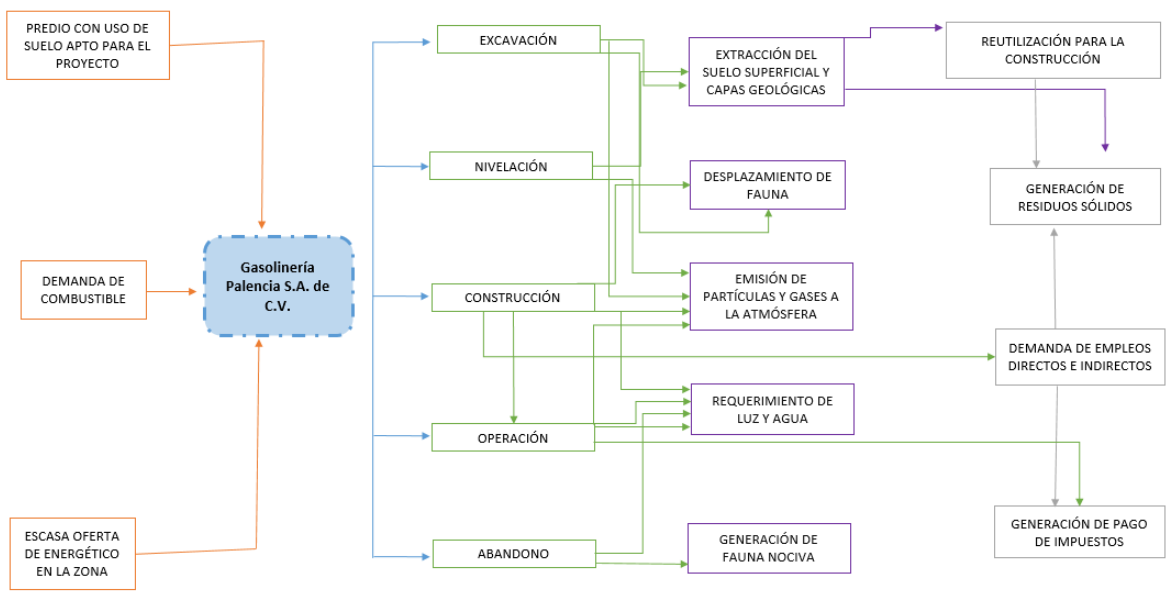 PREDIO CON USO DE
SUELO APTO PARA EL
PROYECTO
DEMANDA DE
COMBUSTIBLE
ESCASA OFERTA
DE ENERGÉTICO
EN LA ZONA
Gasolinería
Palencia S.A. de
C.V.
EXCAVACIÓN
NIVELACIÓN
CONSTRUCCIÓN
OPERACIÓN
ABANDONO
EXTRACCIÓN DEL
SUELO SUPERFICIAL Y
CAPAS GEOLÓGICAS
DESPLAZAMIENTO DE
FAUNA
EMISIÓN DE
PARTÍCULAS Y GASES A
LA ATMÓSFERA
REQUERIMIENTO DE
LUZ Y AGUA
GENERACIÓN DE
FAUNA NOCIVA
REUTILIZACIÓN PARA LA
CONSTRUCCIÓN
GENERACIÓN DE
RESIDUOS SÓLIDOS
DEMANDA DE EMPLEOS
DIRECTOS E INDIRECTOS
GENERACIÓN DE PAGO
DE IMPUESTOS